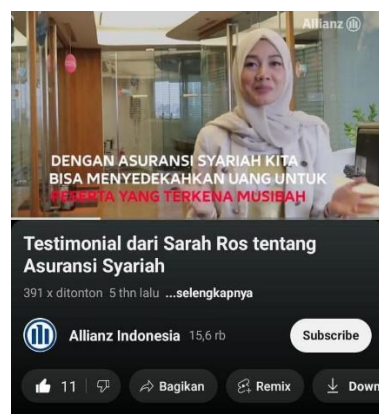 Allianz
DENGAN ASURANSI SYARIAH KITA
BISA MENYEDEKAHKAN UANG UNTUK
PESERTA YANG TERKENA MUSIBAH
Testimonial dari Sarah Ros tentang
Asuransi Syariah
391 x ditonton 5 thn lalu ...selengkapnya
Allianz Indonesia 15,6 rb Subscribe
11 Bagikan Remix Down